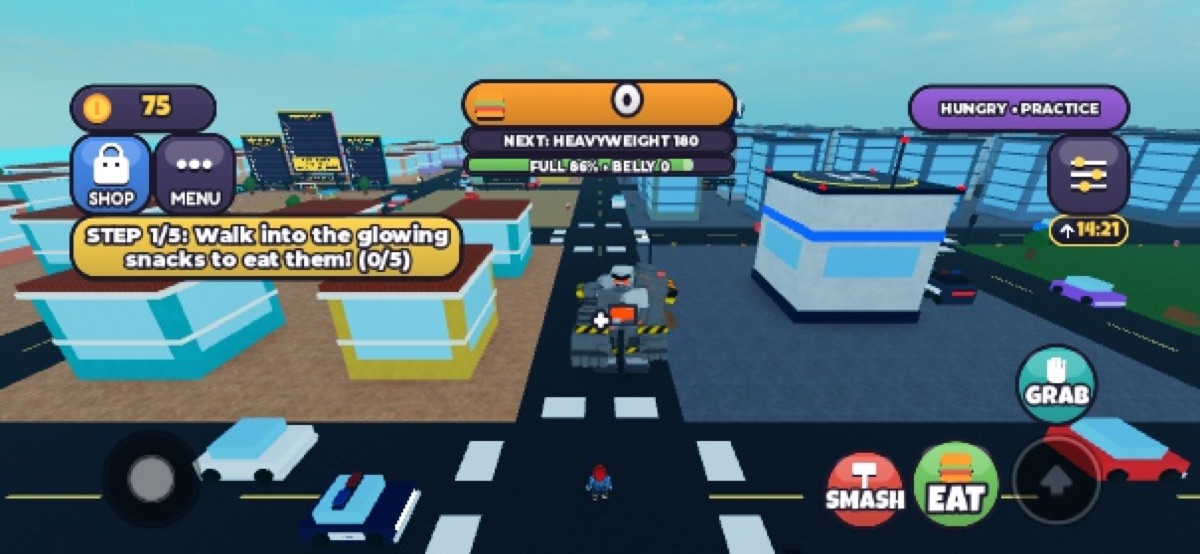 75
0
HUNGRY • PRACTICE
NEXT: HEAVYWEIGHT 180
FULL 86% • BELLY 0
SHOP
MENU
14:21
STEP 1/5: Walk into the glowing
snacks to eat them! (0/5)
GRAB
SMASH
EAT